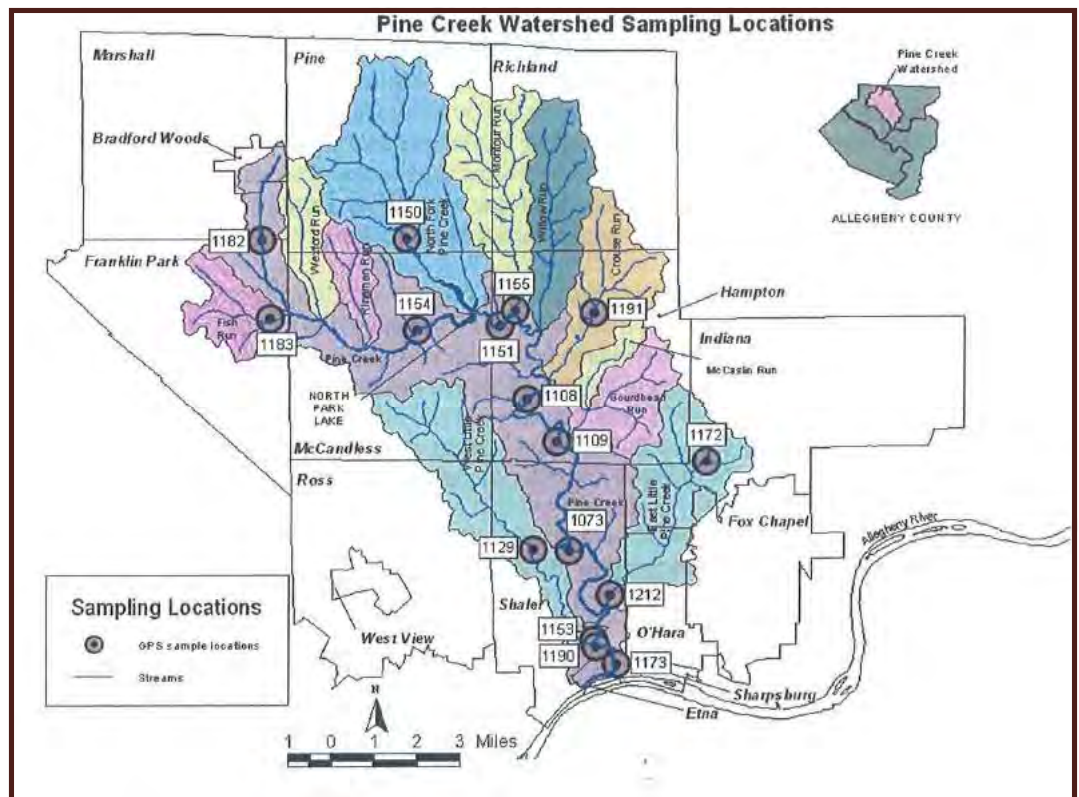 Pine Creek Watershed Sampling Locations
Marshall
Pine
Richland
Pine Creek
Watershed
Bradford Woods
Montour Run
Willow Run
ALLEGHENY COUNTY
1150
North Fork
Pine Creek
Wexford Run
Crouse Run
1182
Franklin Park
Rinaman Run
1155
1154
1191
Hampton
Fish
Run
1183
1151
Indiana
Pine Creek
McCaslin Run
NORTH
PARK
LAKE
1108
Gourdhead
Run
1172
1109
McCandless
West Little
Pine Creek
Ross
Pine Creek
East Little
Pine Creek
1073
Fox Chapel
Allegheny River
1129
Sampling Locations
GPS sample locations
Streams
Shaler
1212
West View
1153
O'Hara
1190
1173
Sharpsburg
Etna
N
1 0 1 2 3 Miles